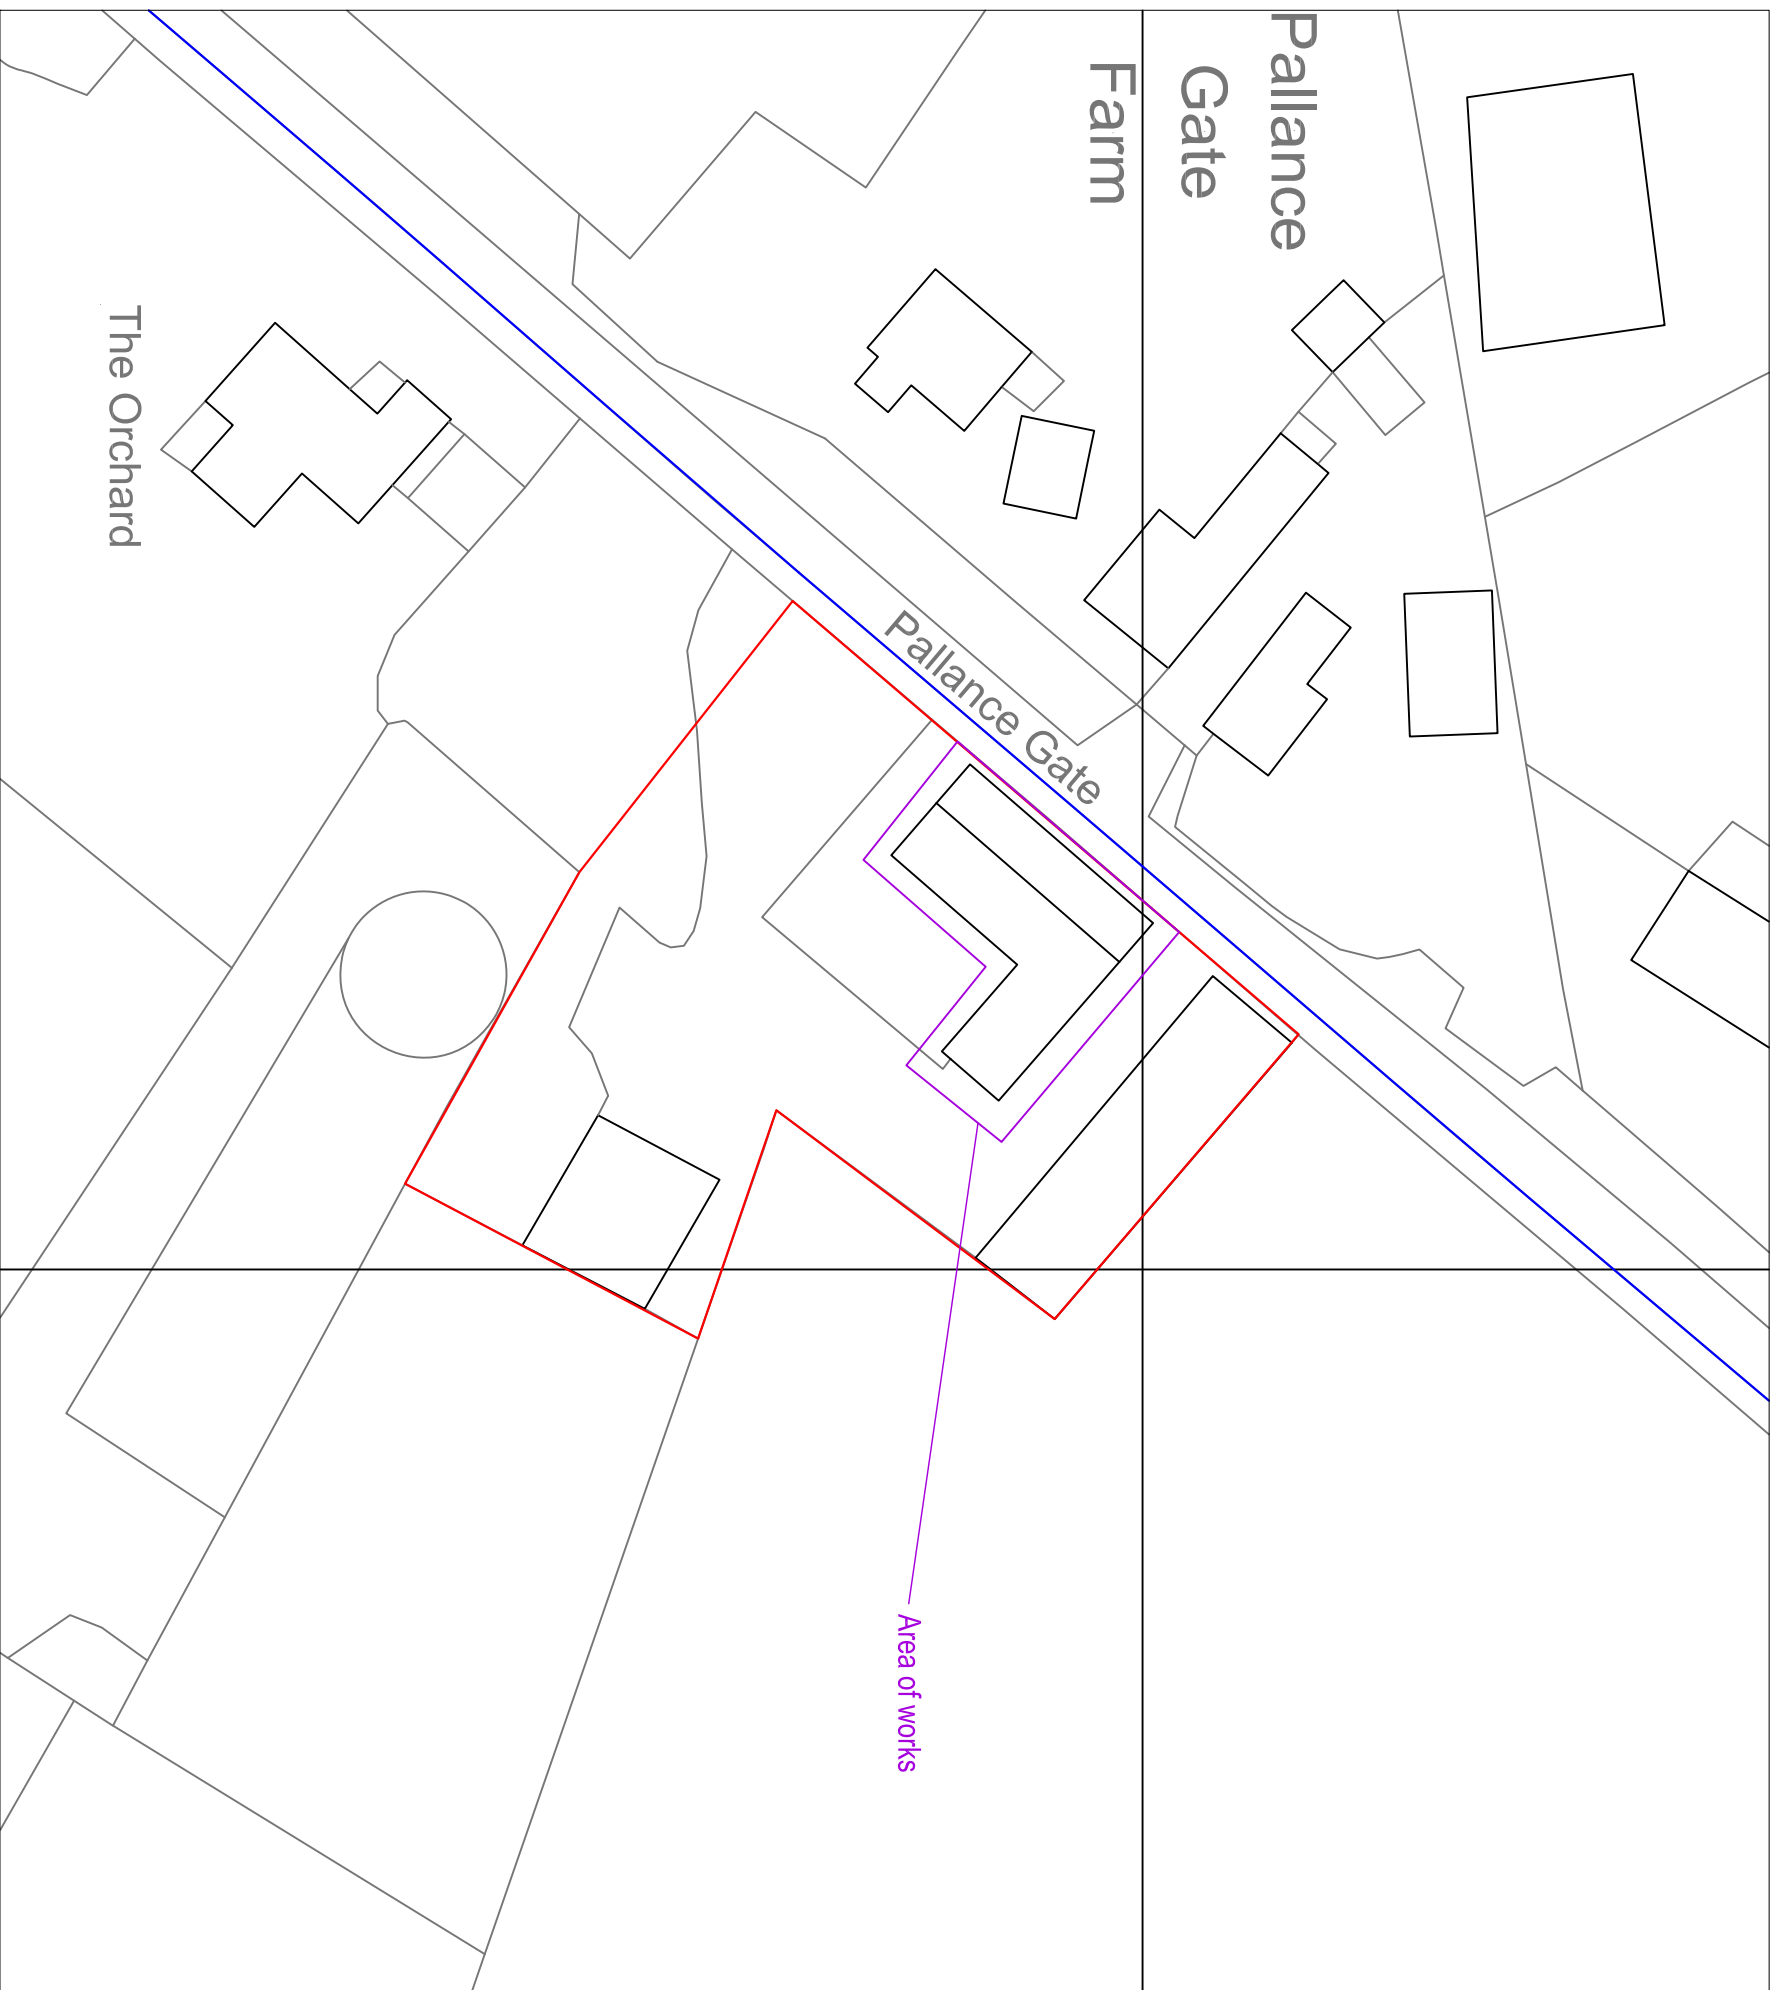 Pallance
Gate
Farm
The Orchard
Pallance Gate
Area of works